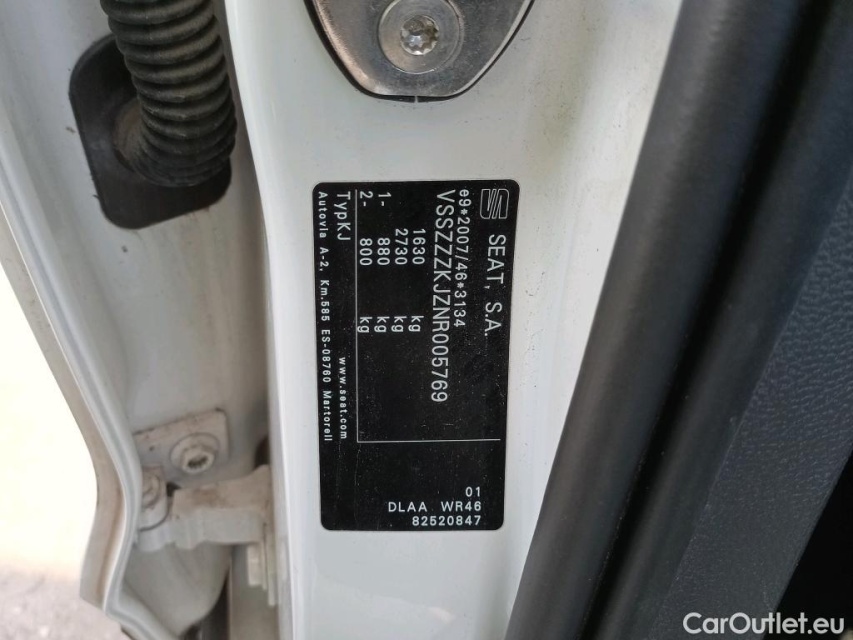 SEAT, S.A.
e9*2007/46*3134
VSSZZZKJZNR005769
1630 kg
2730 kg
1- 880 kg
2- 800 kg
TypKJ www.seat.com
Autovia A-2, Km.585 ES-08760 Martorell
01
DLAA WR46
82520847
CarOutlet.eu